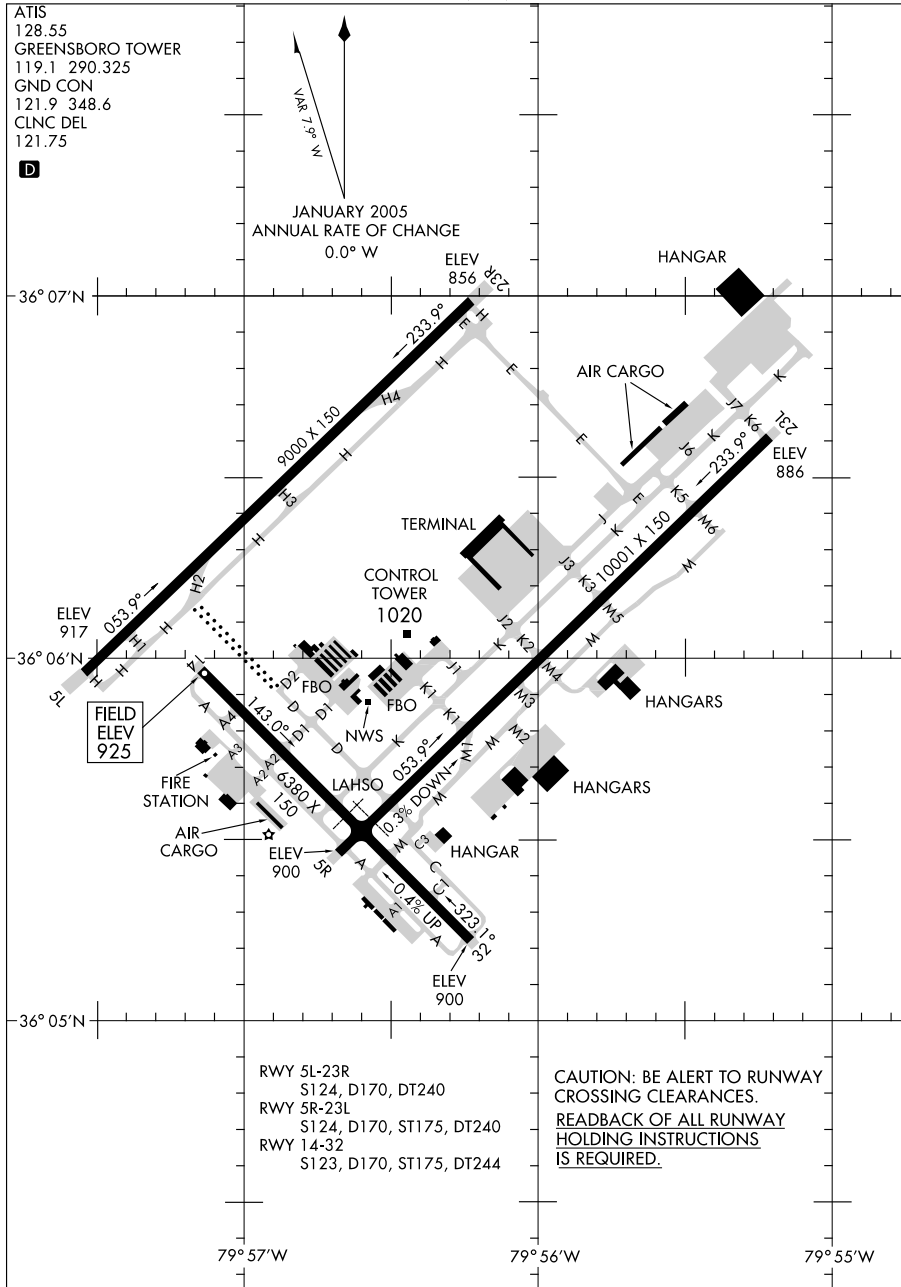 ATIS
128.55
GREENSBORO TOWER
119.1 290.325
GND CON
121.9 348.6
CLNC DEL
121.75
D
VAR 7.9° W
JANUARY 2005
ANNUAL RATE OF CHANGE
0.0° W
ELEV
856
23R
HANGAR
36°07'N
233.9°
H
E
E
H
H4
H
E
AIR CARGO
K
J7
K6
23L
K
J6
233.9°
ELEV
886
9000 X 150
H
H3
H
E
K5
M6
J
K
10001 X 150
M
TERMINAL
J3
K3
M5
M
CONTROL
TOWER
1020
H2
053.9°
H
H1
H
H
ELEV
917
5L
J2
K
K2
M4
36°06'N
14
D2
FBO
D
D1
D1
D
J1
K1
K1
FBO
NWS
K
M3
M2
M
M1
HANGARS
FIELD
ELEV
925
A
A4
143.0°
A3
A2
A2
6380 X
150
053.9°
LAHSO
0.3% DOWN
M
HANGARS
FIRE
STATION
AIR
CARGO
ELEV
900
5R
M
C3
C
C1
HANGAR
A
0.4% UP
A1
A
323.1°
32
ELEV
900
36°05'N
RWY 5L-23R
S124, D170, DT240
RWY 5R-23L
S124, D170, ST175, DT240
RWY 14-32
S123, D170, ST175, DT244
CAUTION: BE ALERT TO RUNWAY
CROSSING CLEARANCES.
READBACK OF ALL RUNWAY
HOLDING INSTRUCTIONS
IS REQUIRED.
79°57'W
79°56'W
79°55'W